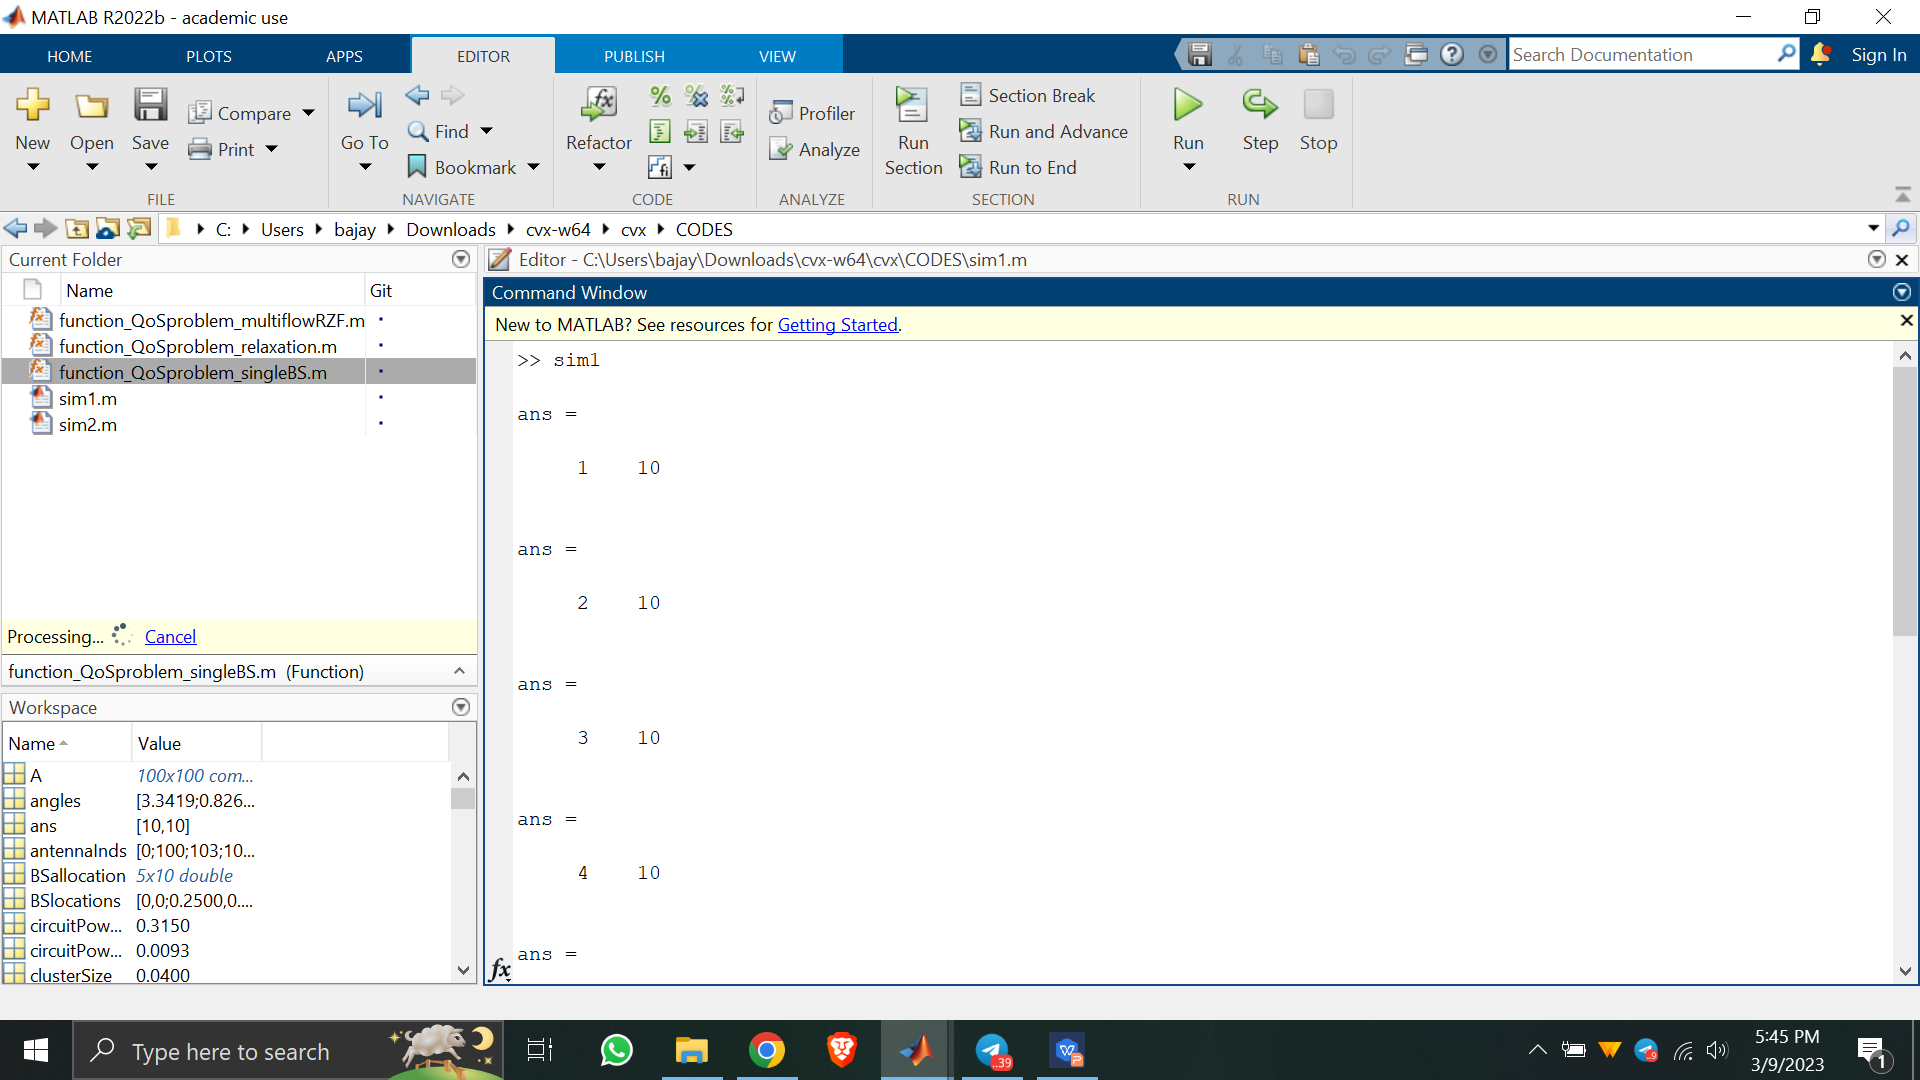 MATLAB R2022b - academic use
HOME PLOTS APPS EDITOR PUBLISH VIEW Search Documentation Sign In
New Open Save Compare Print
Go To Find Bookmark
Refactor
Profiler Analyze
Run Section Section Break Run and Advance Run to End
Run Step Stop
FILE NAVIGATE CODE ANALYZE SECTION RUN
C: Users bajay Downloads cvx-w64 cvx CODES
Current Folder
Name Git
function_QoSproblem_multiflowRZF.m
function_QoSproblem_relaxation.m
function_QoSproblem_singleBS.m
sim1.m
sim2.m
Processing... Cancel
function_QoSproblem_singleBS.m (Function)
Workspace
Name Value
A 100x100 com...
angles [3.3419;0.826...
ans [10,10]
antennaInds [0;100;103;10...
BSallocation 5x10 double
BSlocations [0,0;0.2500,0....
circuitPow... 0.3150
circuitPow... 0.0093
clusterSize 0.0400
Editor - C:\Users\bajay\Downloads\cvx-w64\cvx\CODES\sim1.m
Command Window
New to MATLAB? See resources for Getting Started.
>> sim1
ans =
1 10
ans =
2 10
ans =
3 10
ans =
4 10
ans =
fx
Type here to search
39
9
5:45 PM
3/9/2023
1